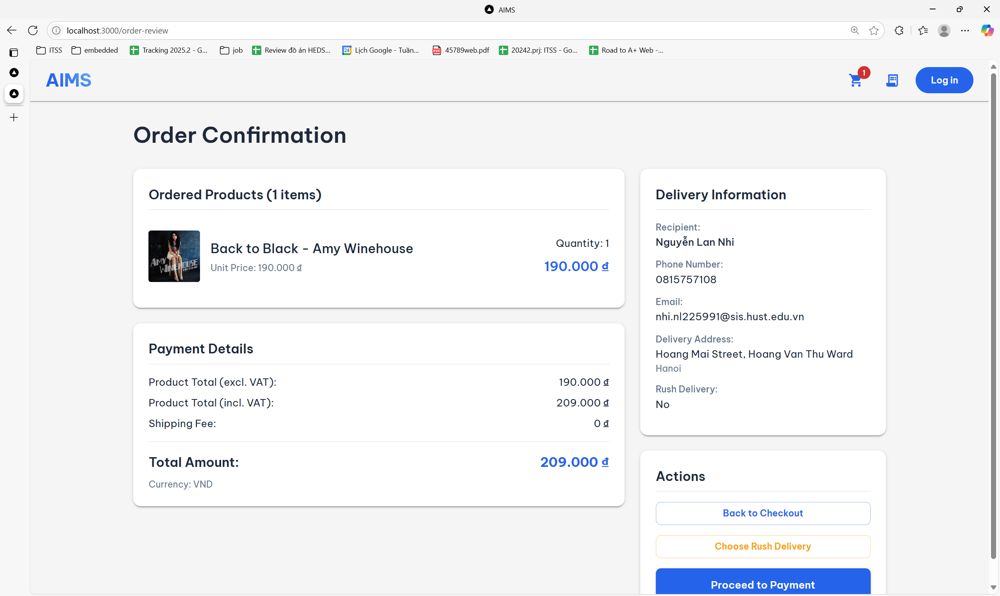 AIMS
localhost:3000/order-review
ITSS
embedded
Tracking 2025.2 - G...
job
Review đồ án HEDS...
24
Lịch Google - Tuần...
PDF
45789web.pdf
20242.prj: ITSS - Go...
Road to A+ Web -...
AIMS
1
Log in
Order Confirmation
Ordered Products (1 items)
AMY
WINEHOUSE
BACK TO BLACK
Back to Black - Amy Winehouse
Unit Price: 190.000 ₫
Quantity: 1
190.000 ₫
Payment Details
Product Total (excl. VAT): 190.000 ₫
Product Total (incl. VAT): 209.000 ₫
Shipping Fee: 0 ₫
Total Amount: 209.000 ₫
Currency: VND
Delivery Information
Recipient:
Nguyễn Lan Nhi
Phone Number:
0815757108
Email:
nhi.nl225991@sis.hust.edu.vn
Delivery Address:
Hoang Mai Street, Hoang Van Thu Ward
Hanoi
Rush Delivery:
No
Actions
Back to Checkout
Choose Rush Delivery
Proceed to Payment